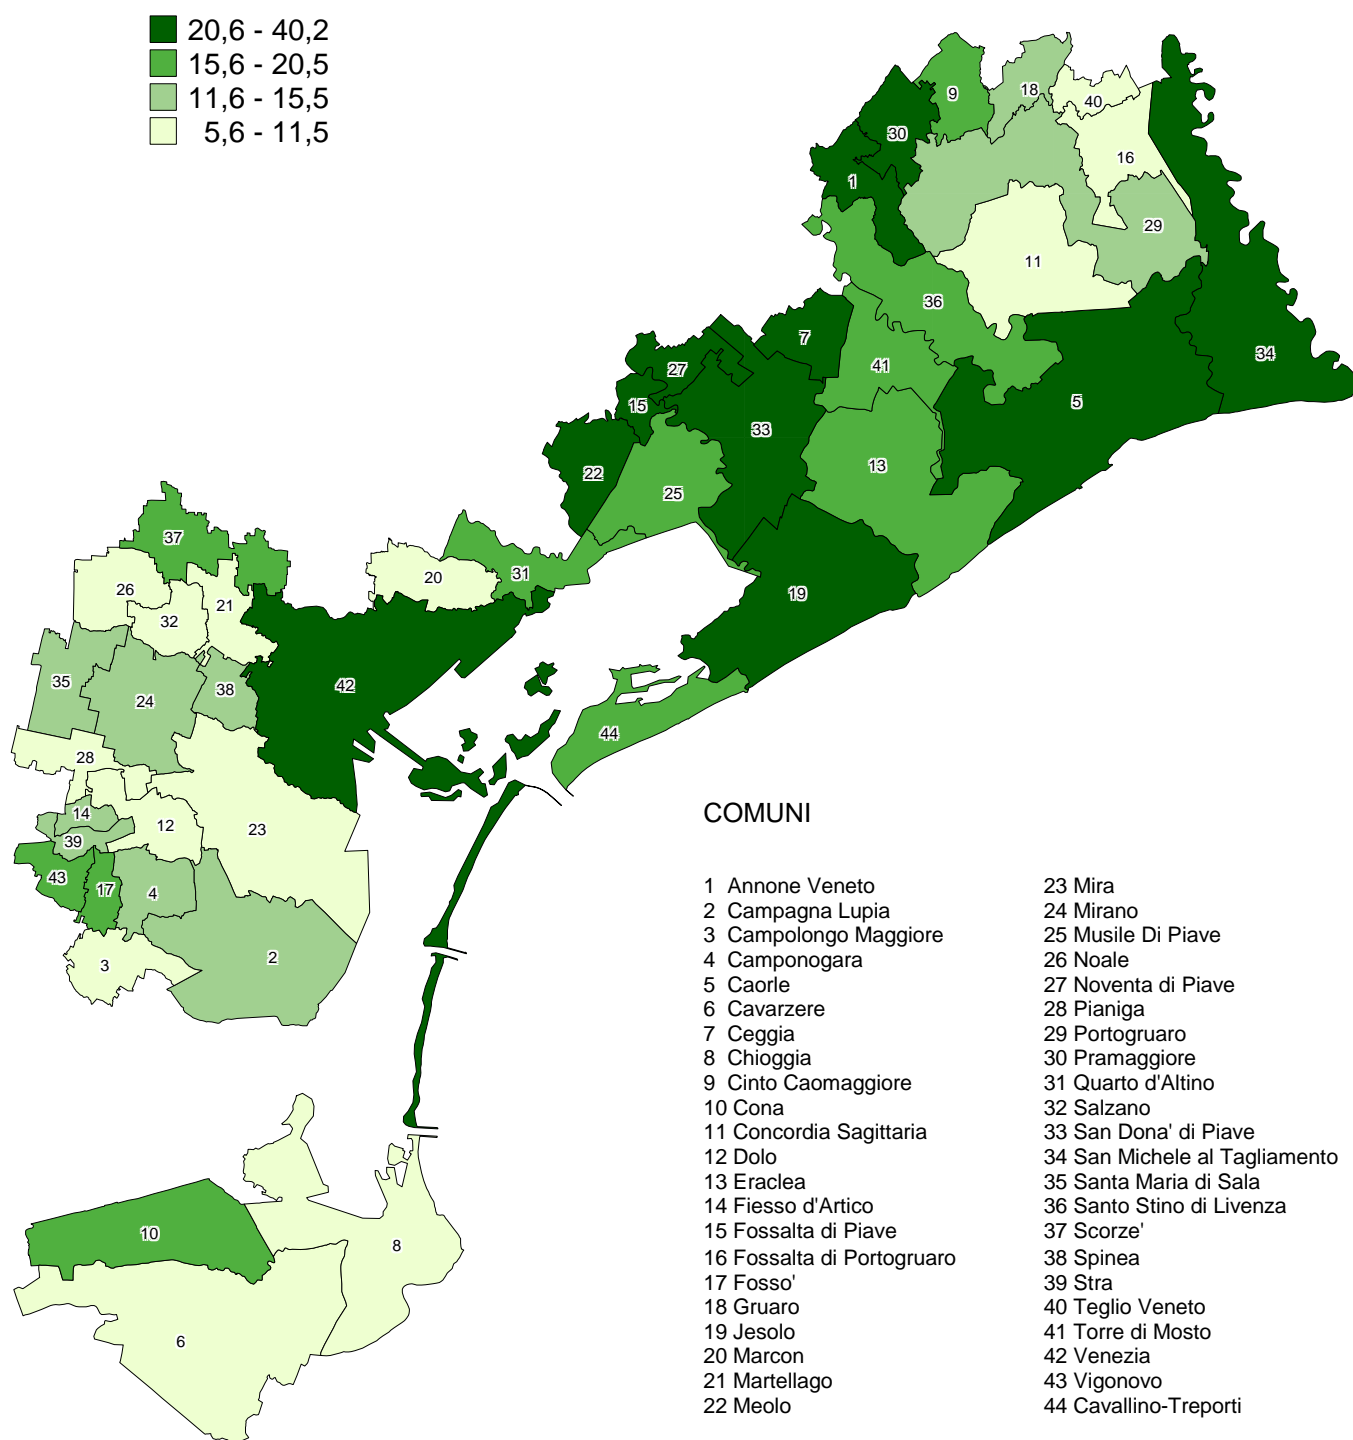 20,6 - 40,2
15,6 - 20,5
11,6 - 15,5
5,6 - 11,5
9
18
40
30
16
1
29
11
36
7
34
27
41
5
15
33
13
22
25
37
20
31
26
21
19
32
35
42
38
24
44
28
14
12
23
39
43
17
4
2
3
10
8
6
COMUNI
1 Annone Veneto
2 Campagna Lupia
3 Campolongo Maggiore
4 Camponogara
5 Caorle
6 Cavarzere
7 Ceggia
8 Chioggia
9 Cinto Caomaggiore
10 Cona
11 Concordia Sagittaria
12 Dolo
13 Eraclea
14 Fiesso d'Artico
15 Fossalta di Piave
16 Fossalta di Portogruaro
17 Fosso'
18 Gruaro
19 Jesolo
20 Marcon
21 Martellago
22 Meolo
23 Mira
24 Mirano
25 Musile Di Piave
26 Noale
27 Noventa di Piave
28 Pianiga
29 Portogruaro
30 Pramaggiore
31 Quarto d'Altino
32 Salzano
33 San Dona' di Piave
34 San Michele al Tagliamento
35 Santa Maria di Sala
36 Santo Stino di Livenza
37 Scorze'
38 Spinea
39 Stra
40 Teglio Veneto
41 Torre di Mosto
42 Venezia
43 Vigonovo
44 Cavallino-Treporti